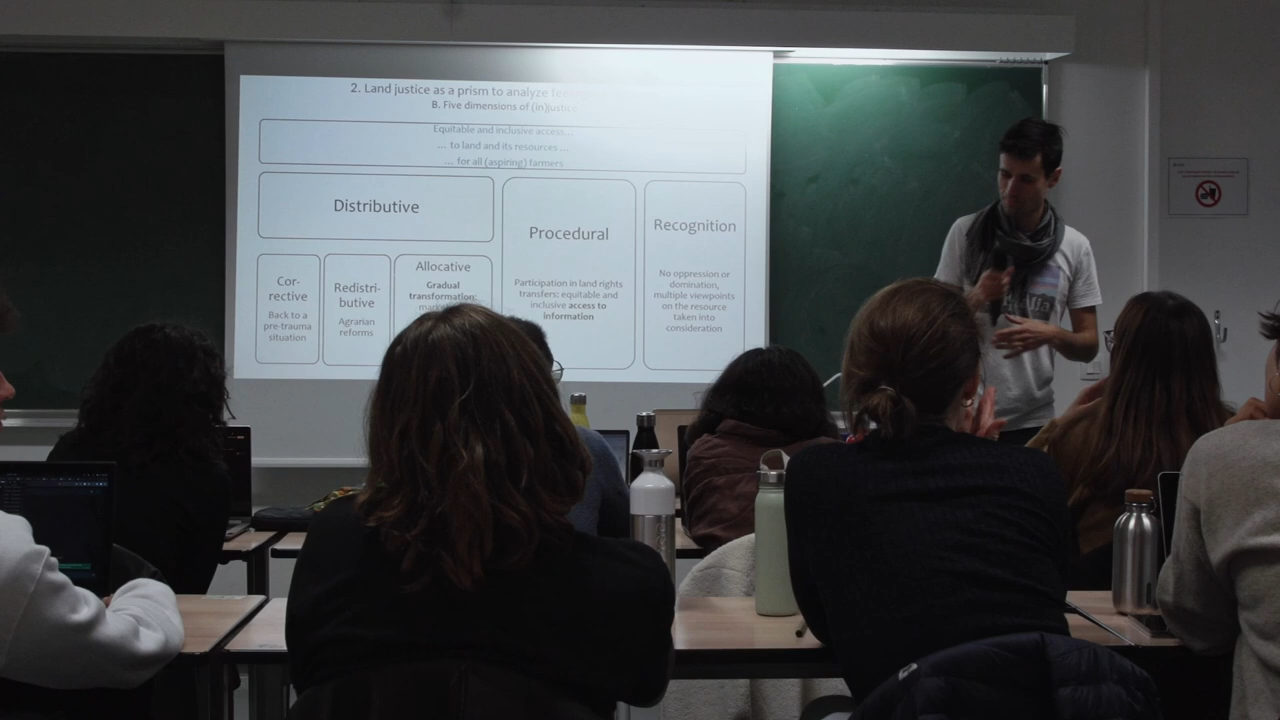 2. Land justice as a prism to analyze
B. Five dimensions of (in)justice
Equitable and inclusive access...
... to land and its resources ...
... for all (aspiring) farmers
Distributive
Procedural
Participation in land rights
transfers: equitable and
inclusive access to
information
Recognition
No oppression or
domination,
multiple viewpoints
on the resource
taken into
consideration
Cor-
rective
Back to a
pre-trauma
situation
Redistri-
butive
Agrarian
reforms
Allocative
Gradual
transformation: